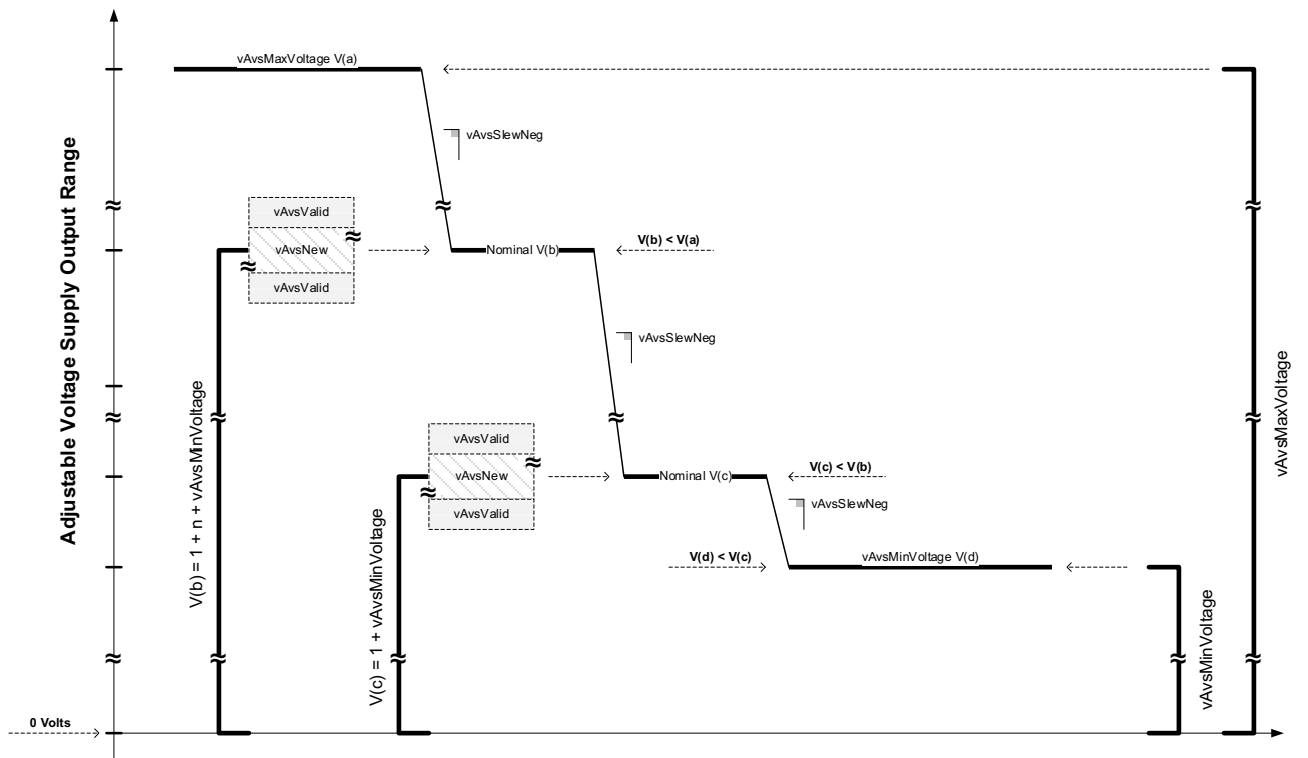 vAvsMaxVoltage V(a)
vAvsSlewNeg
Adjustable Voltage Supply Output Range
vAvsValid
vAvsNew
vAvsValid
Nominal V(b)
V(b) < V(a)
vAvsSlewNeg
V(b) = 1 + n + vAvsMinVoltage
vAvsMaxVoltage
vAvsValid
vAvsNew
vAvsValid
Nominal V(c)
V(c) < V(b)
vAvsSlewNeg
V(c) = 1 + vAvsMinVoltage
V(d) < V(c)
vAvsMinVoltage V(d)
vAvsMinVoltage
0 Volts